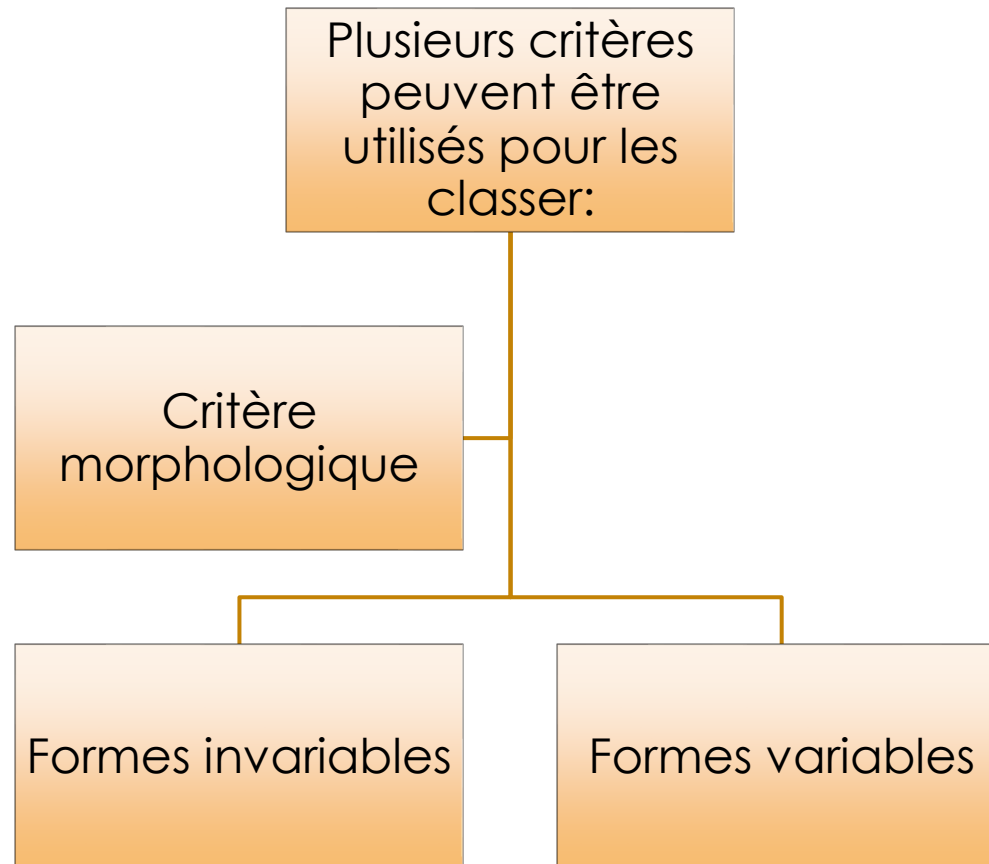 Plusieurs critères
peuvent être
utilisés pour les
classer:
Critère
morphologique
Formes invariables
Formes variables